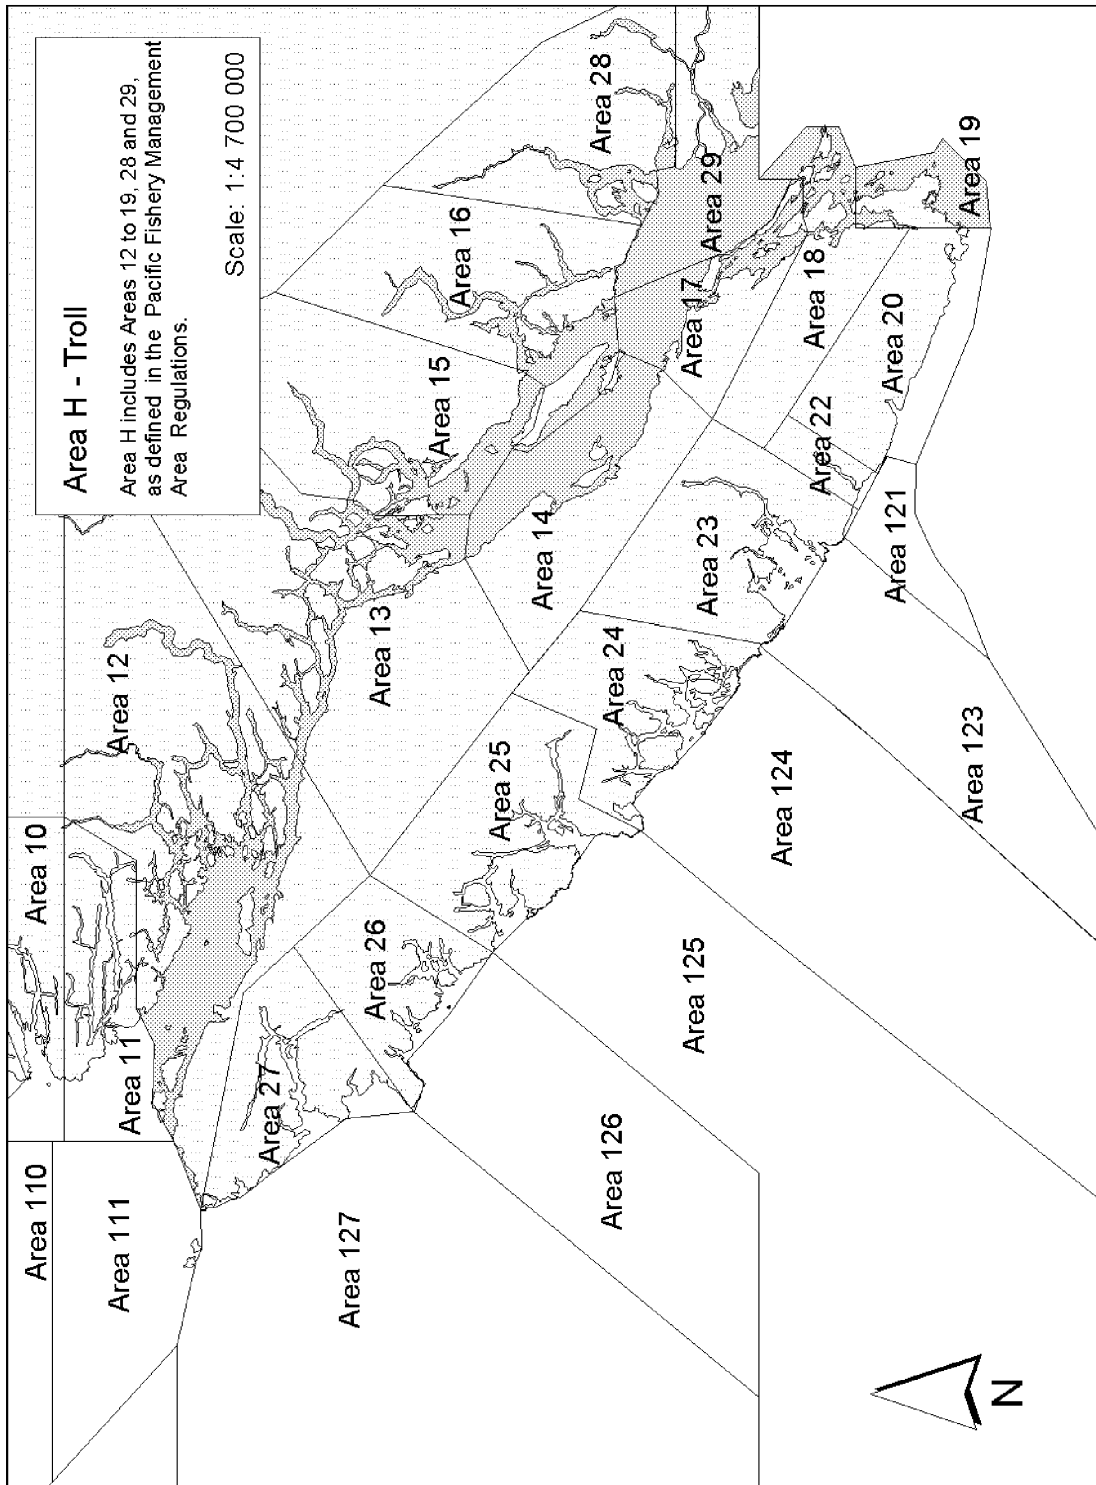 Area H - Troll
Area H includes Areas 12 to 19, 28 and 29,
as defined in the Pacific Fishery Management
Area Regulations.
Scale: 1:4 700 000
Area 110
Area 10
Area 111
Area 11
Area 12
Area 127
Area 27
Area 26
Area 13
Area 15
Area 16
Area 28
Area 126
Area 125
Area 25
Area 24
Area 14
Area 23
Area 17
Area 29
Area 124
Area 22
Area 18
Area 20
Area 19
Area 123
Area 121
N